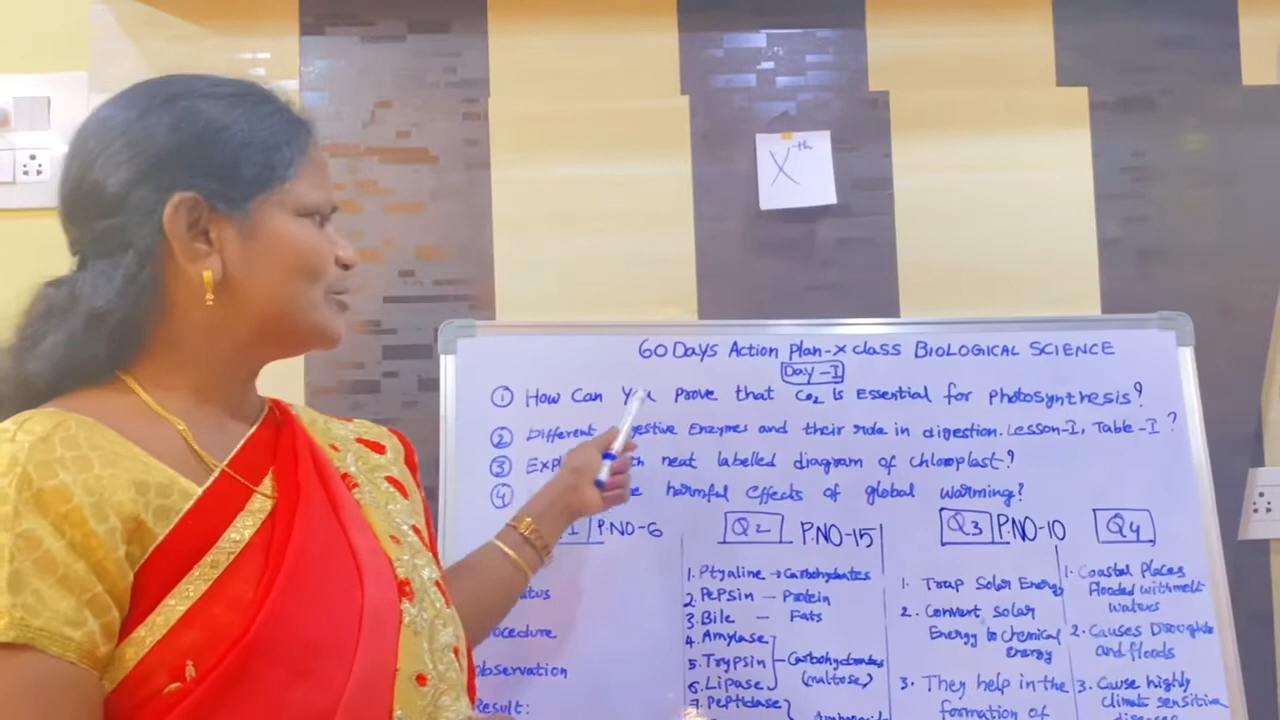 Xth
60 Days Action Plan-X class BIOLOGICAL SCIENCE
Day-I
① How Can You prove that CO2 is Essential for Photosynthesis?
② Different estive Enzymes and their role in digestion. Lesson-I, Table-I ?
③ Exp neat labelled diagram of chloroplast?
④ harmful effects of global warming?
P.NO-6
ocedure
bservation
Result:
Q2 P.NO-15
1. Ptyaline → Carbohydrates
2. Pepsin - Protein
3. Bile - Fats
4. Amylase
5. Trypsin - Carbohydrates
6. Lipase (maltose)
7. Peptidase
Q3 P.NO-10
1. Trap Solar Energy
2. Convert solar
Energy to chemical
energy
3. They help in the
formation of
Q4
1. Coastal Places
Flooded with melt
waters
2. Causes Droughts
and floods
3. Cause highly
climate sensitive